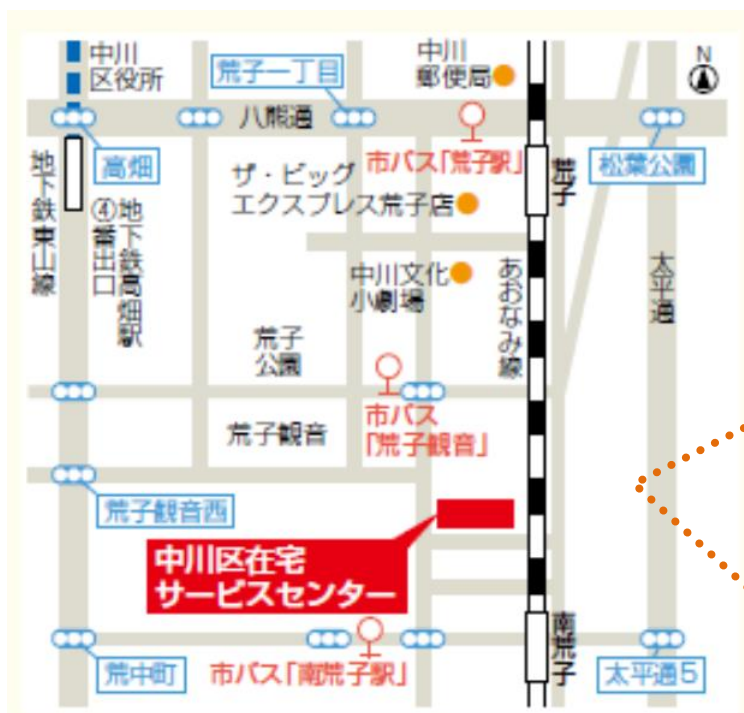 中川
区役所
荒子一丁目
中川
郵便局
N
八熊通
高畑
市バス「荒子駅」
荒子
松葉公園
ザ・ビッグ
エクスプレス荒子店
地下鉄東山線
地下鉄高畑駅
④番出口
中川文化
小劇場
あおなみ線
太平通
荒子
公園
市バス
「荒子観音」
荒子観音
荒子観音西
中川区在宅
サービスセンター
荒中町
市バス「南荒子駅」
南荒子
太平通5